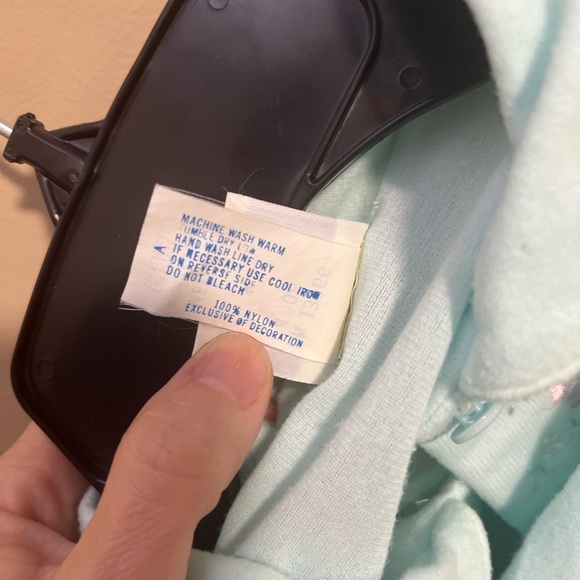 MACHINE WASH WARM
TUMBLE DRY LOW
HAND WASH LINE DRY
IF NECESSARY USE COOL IRON
ON REVERSE SIDE
DO NOT BLEACH
A
100% NYLON
EXCLUSIVE OF DECORATION